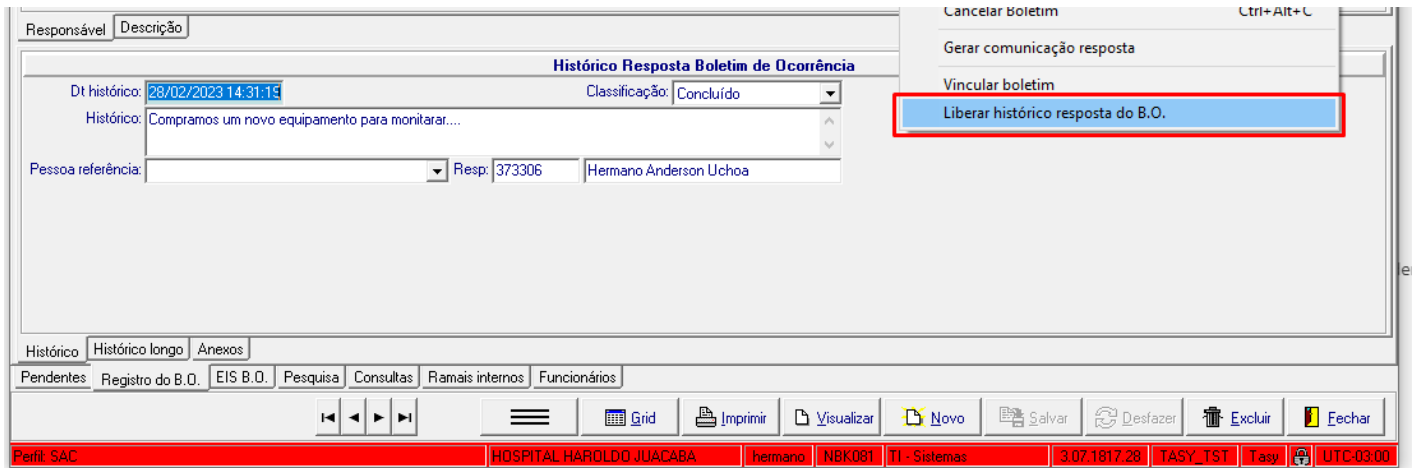 Cancelar Boletim Ctrl+Alt+C
Responsável Descrição
Gerar comunicação resposta
Histórico Resposta Boletim de Ocorrência
Vincular boletim
Dt histórico: 28/02/2023 14:31:19 Classificação: Concluído
Liberar histórico resposta do B.O.
Histórico: Compramos um novo equipamento para monitarar....
Pessoa referência: Resp: 373306 Hermano Anderson Uchoa
Histórico Histórico longo Anexos
Pendentes Registro do B.O. EIS B.O. Pesquisa Consultas Ramais internos Funcionários
Grid Imprimir Visualizar Novo Salvar Desfazer Excluir Fechar
Perfil: SAC HOSPITAL HAROLDO JUACABA hermano NBK081 TI - Sistemas 3.07.1817.28 TASY_TST Tasy UTC-03:00